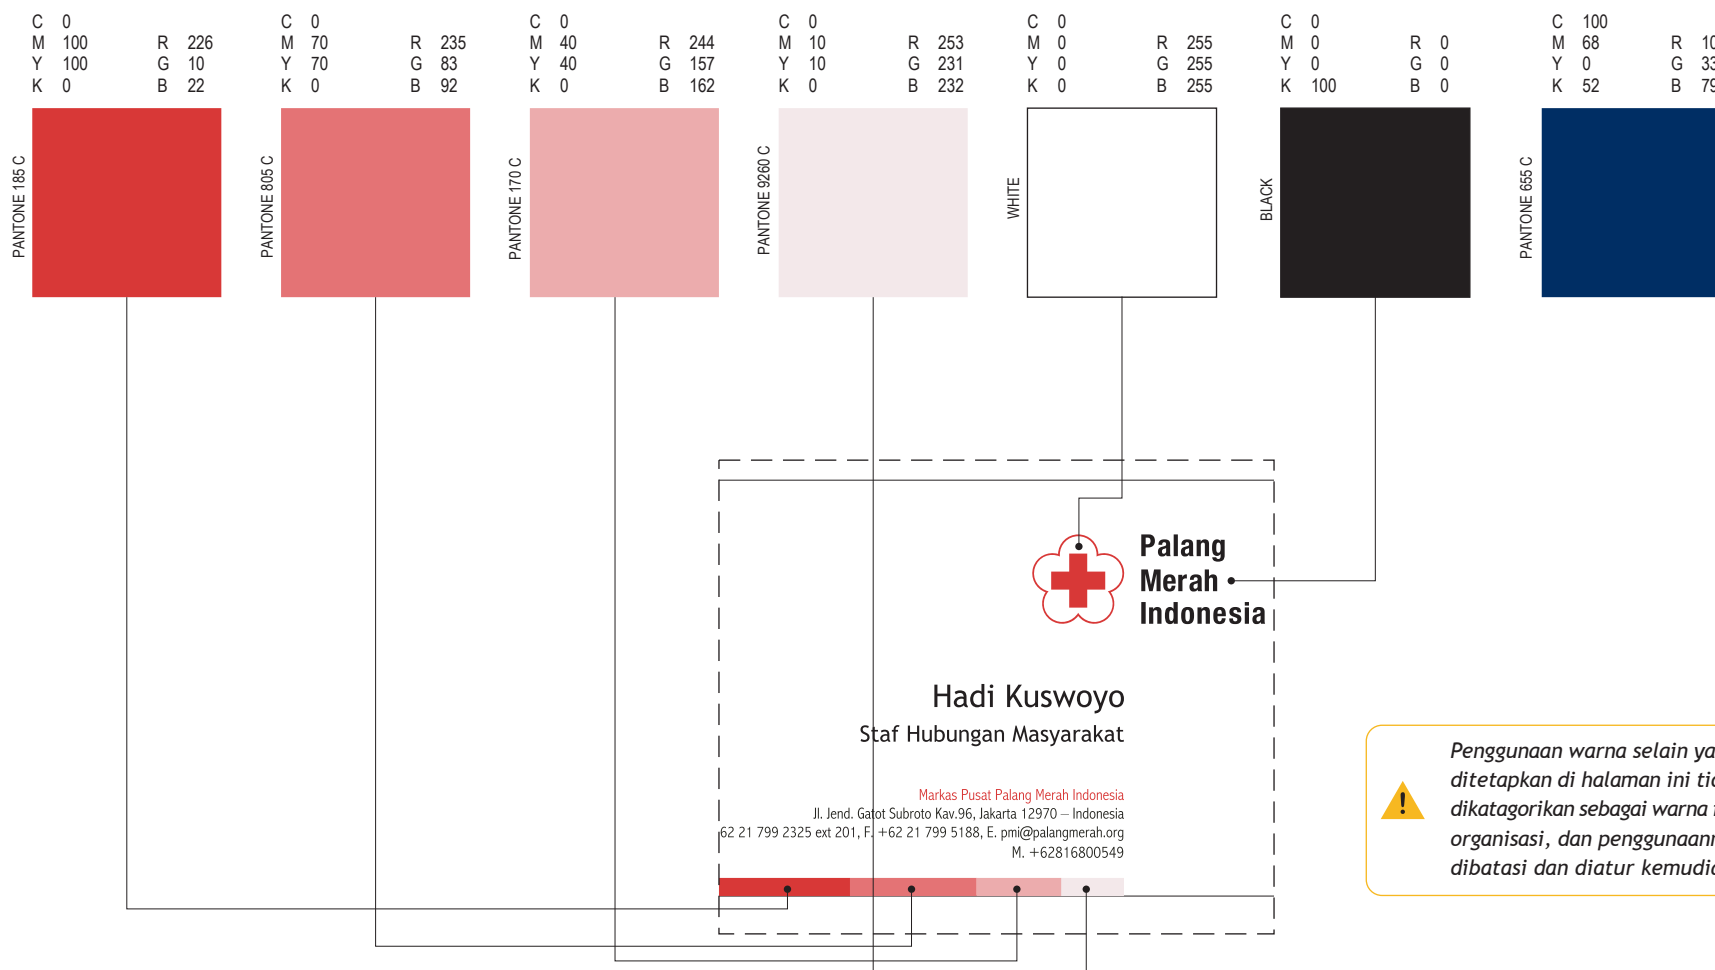 C 0
M 100 R 226
Y 100 G 10
K 0 B 22
PANTONE 185 C
C 0
M 70 R 235
Y 70 G 83
K 0 B 92
PANTONE 805 C
C 0
M 40 R 244
Y 40 G 157
K 0 B 162
PANTONE 170 C
C 0
M 10 R 253
Y 10 G 231
K 0 B 232
PANTONE 9260 C
C 0
M 0 R 255
Y 0 G 255
K 0 B 255
WHITE
C 0
M 0 R 0
Y 0 G 0
K 100 B 0
BLACK
C 100
M 68 R 10
Y 0 G 33
K 52 B 79
PANTONE 655 C
Palang
Merah
Indonesia
Hadi Kuswoyo
Staf Hubungan Masyarakat
Markas Pusat Palang Merah Indonesia
Jl. Jend. Gatot Subroto Kav.96, Jakarta 12970 – Indonesia
62 21 799 2325 ext 201, F. +62 21 799 5188, E. pmi@palangmerah.org
M. +62816800549
!
Penggunaan warna selain ya
ditetapkan di halaman ini
dikatagorikan sebagai warna
organisasi, dan
dibatasi dan diatur